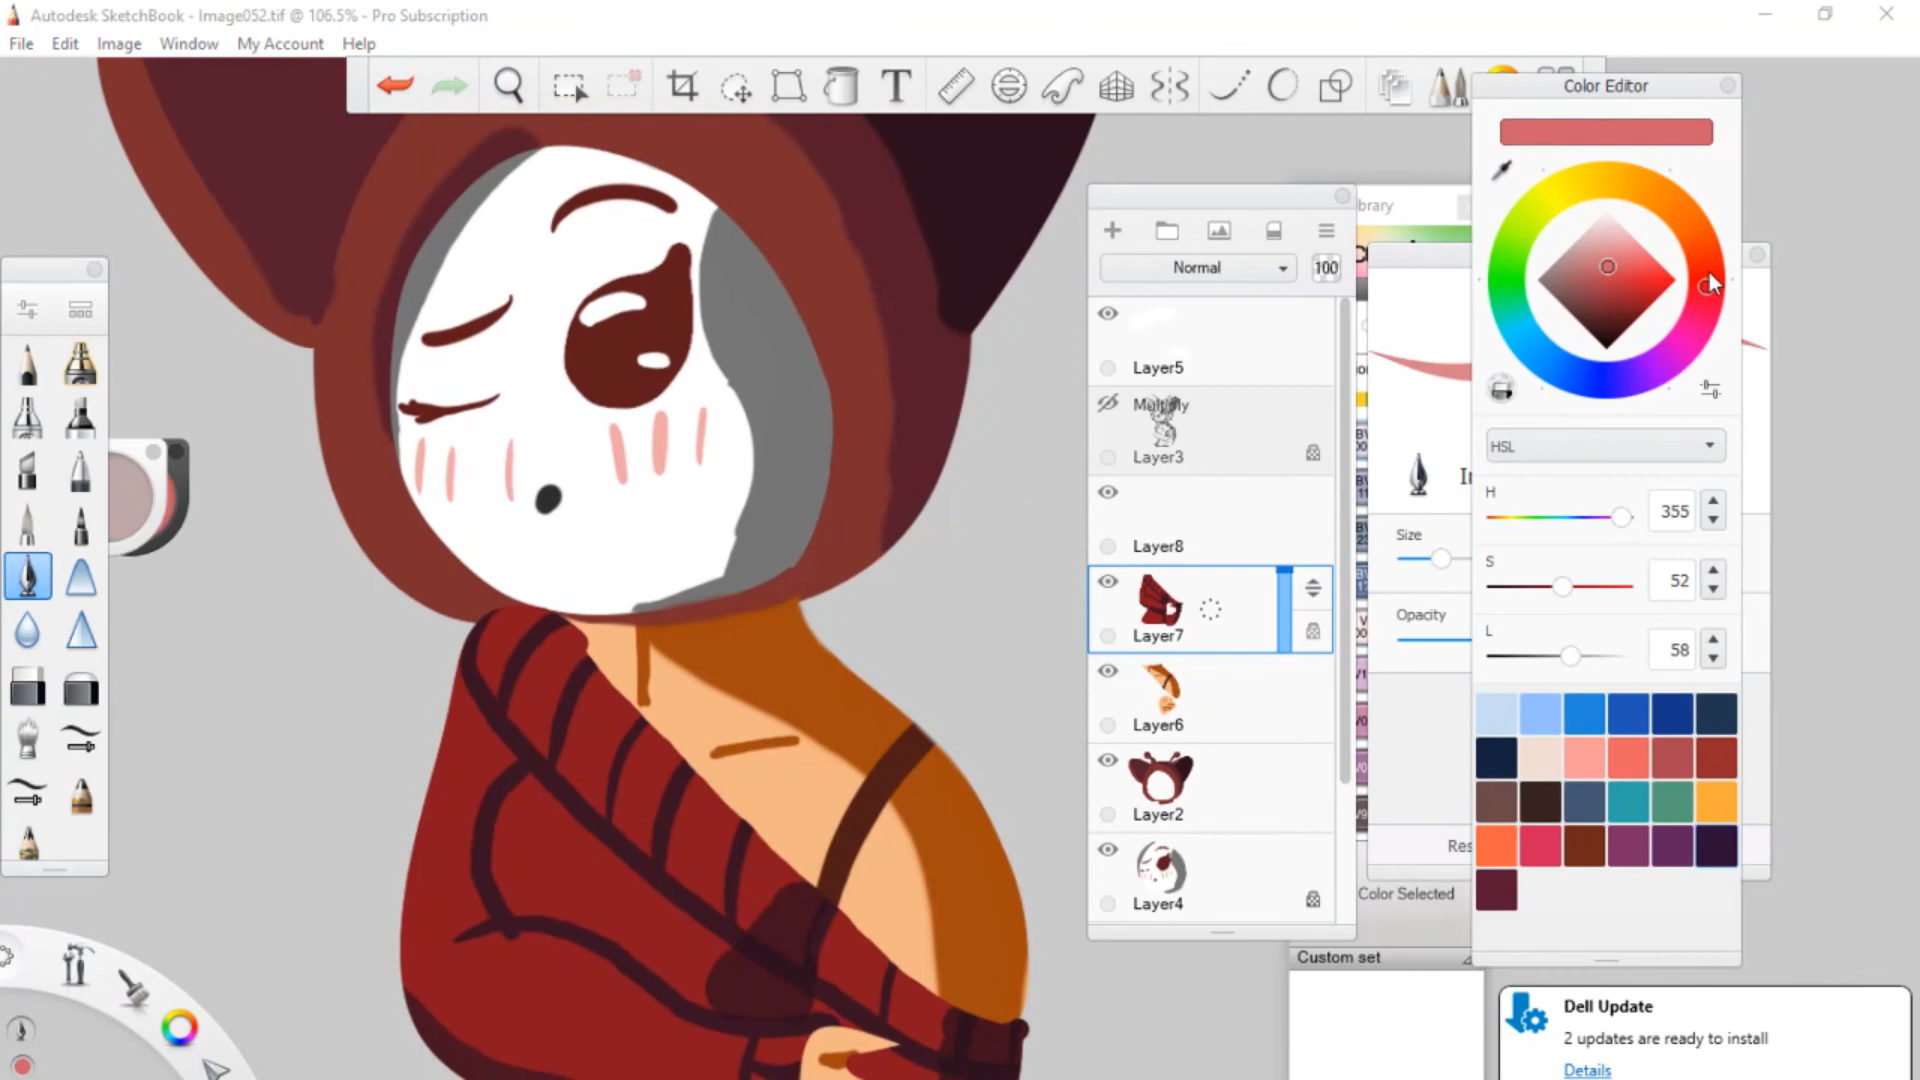 Autodesk SketchBook - Image052.tif @ 106.5% - Pro Subscription
File Edit Image Window My Account Help
T
Color Editor
brary
Normal 100
Layer5
Multiply
Layer3
Layer8
Layer7
Layer6
Layer2
Layer4
Size
Opacity
Res
Color Selected
Custom set
HSL
H 355
S 52
L 58
Dell Update
2 updates are ready to install
Details